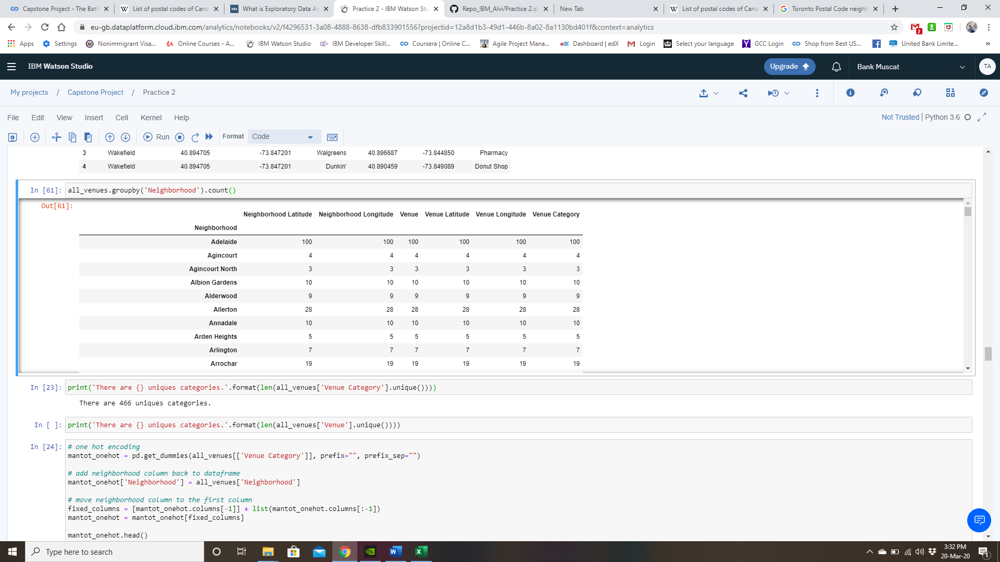 Capstone Project - The Batt
List of postal codes of Cana
What is Exploratory Data An
Practice 2 - IBM Watson Stu
Repo_IBM_Alvi/Practice 2.ip
New Tab
List of postal codes of Cana
Toronto Postal Code neighb
eu-gb.dataplatform.cloud.ibm.com/analytics/notebooks/v2/f4296531-3a08-4888-8638-dfb833901556?projectid=12a8d1b3-49d1-446b-8a02-8a1130bd401f&context=analytics
2
Apps Settings Nonimmigrant Visa... Online Courses - A... IBM Watson Studio IBM Developer Skill... Coursera | Online C... Agile Project Mana... Dashboard | edX Login Select your language GCC Login Shop from Best US... United Bank Limite... »
IBM Watson Studio Upgrade Bank Muscat TA
My projects / Capstone Project / Practice 2
File Edit View Insert Cell Kernel Help Not Trusted | Python 3.6
Run Format Code
3 Wakefield 40.894705 -73.847201 Walgreens 40.896687 -73.844850 Pharmacy
4 Wakefield 40.894705 -73.847201 Dunkin' 40.890459 -73.849089 Donut Shop
In [61]: all_venues.groupby('Neighborhood').count()
Out[61]:
Neighborhood Latitude Neighborhood Longitude Venue Venue Latitude Venue Longitude Venue Category
Neighborhood
Adelaide 100 100 100 100 100 100
Agincourt 4 4 4 4 4 4
Agincourt North 3 3 3 3 3 3
Albion Gardens 10 10 10 10 10 10
Alderwood 9 9 9 9 9 9
Allerton 28 28 28 28 28 28
Annadale 10 10 10 10 10 10
Arden Heights 5 5 5 5 5 5
Arlington 7 7 7 7 7 7
Arrochar 19 19 19 19 19 19
In [23]: print('There are {} uniques categories.'.format(len(all_venues['Venue Category'].unique())))
There are 466 uniques categories.
In [ ]: print('There are {} uniques categories.'.format(len(all_venues['Venue'].unique())))
In [24]: # one hot encoding
mantot_onehot = pd.get_dummies(all_venues[['Venue Category']], prefix="", prefix_sep="")
# add neighborhood column back to dataframe
mantot_onehot['Neighborhood'] = all_venues['Neighborhood']
# move neighborhood column to the first column
fixed_columns = [mantot_onehot.columns[-1]] + list(mantot_onehot.columns[:-1])
mantot_onehot = mantot_onehot[fixed_columns]
mantot_onehot.head()
Type here to search
3:32 PM
20-Mar-20
1